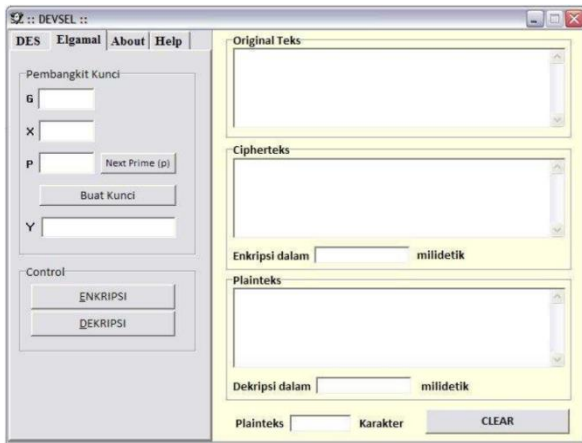 :: DEVSEL ::
DES Elgamal About Help
Pembangkit Kunci
G
X
P Next Prime (p)
Buat Kunci
Y
Control
ENKRIPSI
DEKRIPSI
Original Teks
Cipherteks
Enkripsi dalam milidetik
Plainteks
Dekripsi dalam milidetik
Plainteks Karakter CLEAR